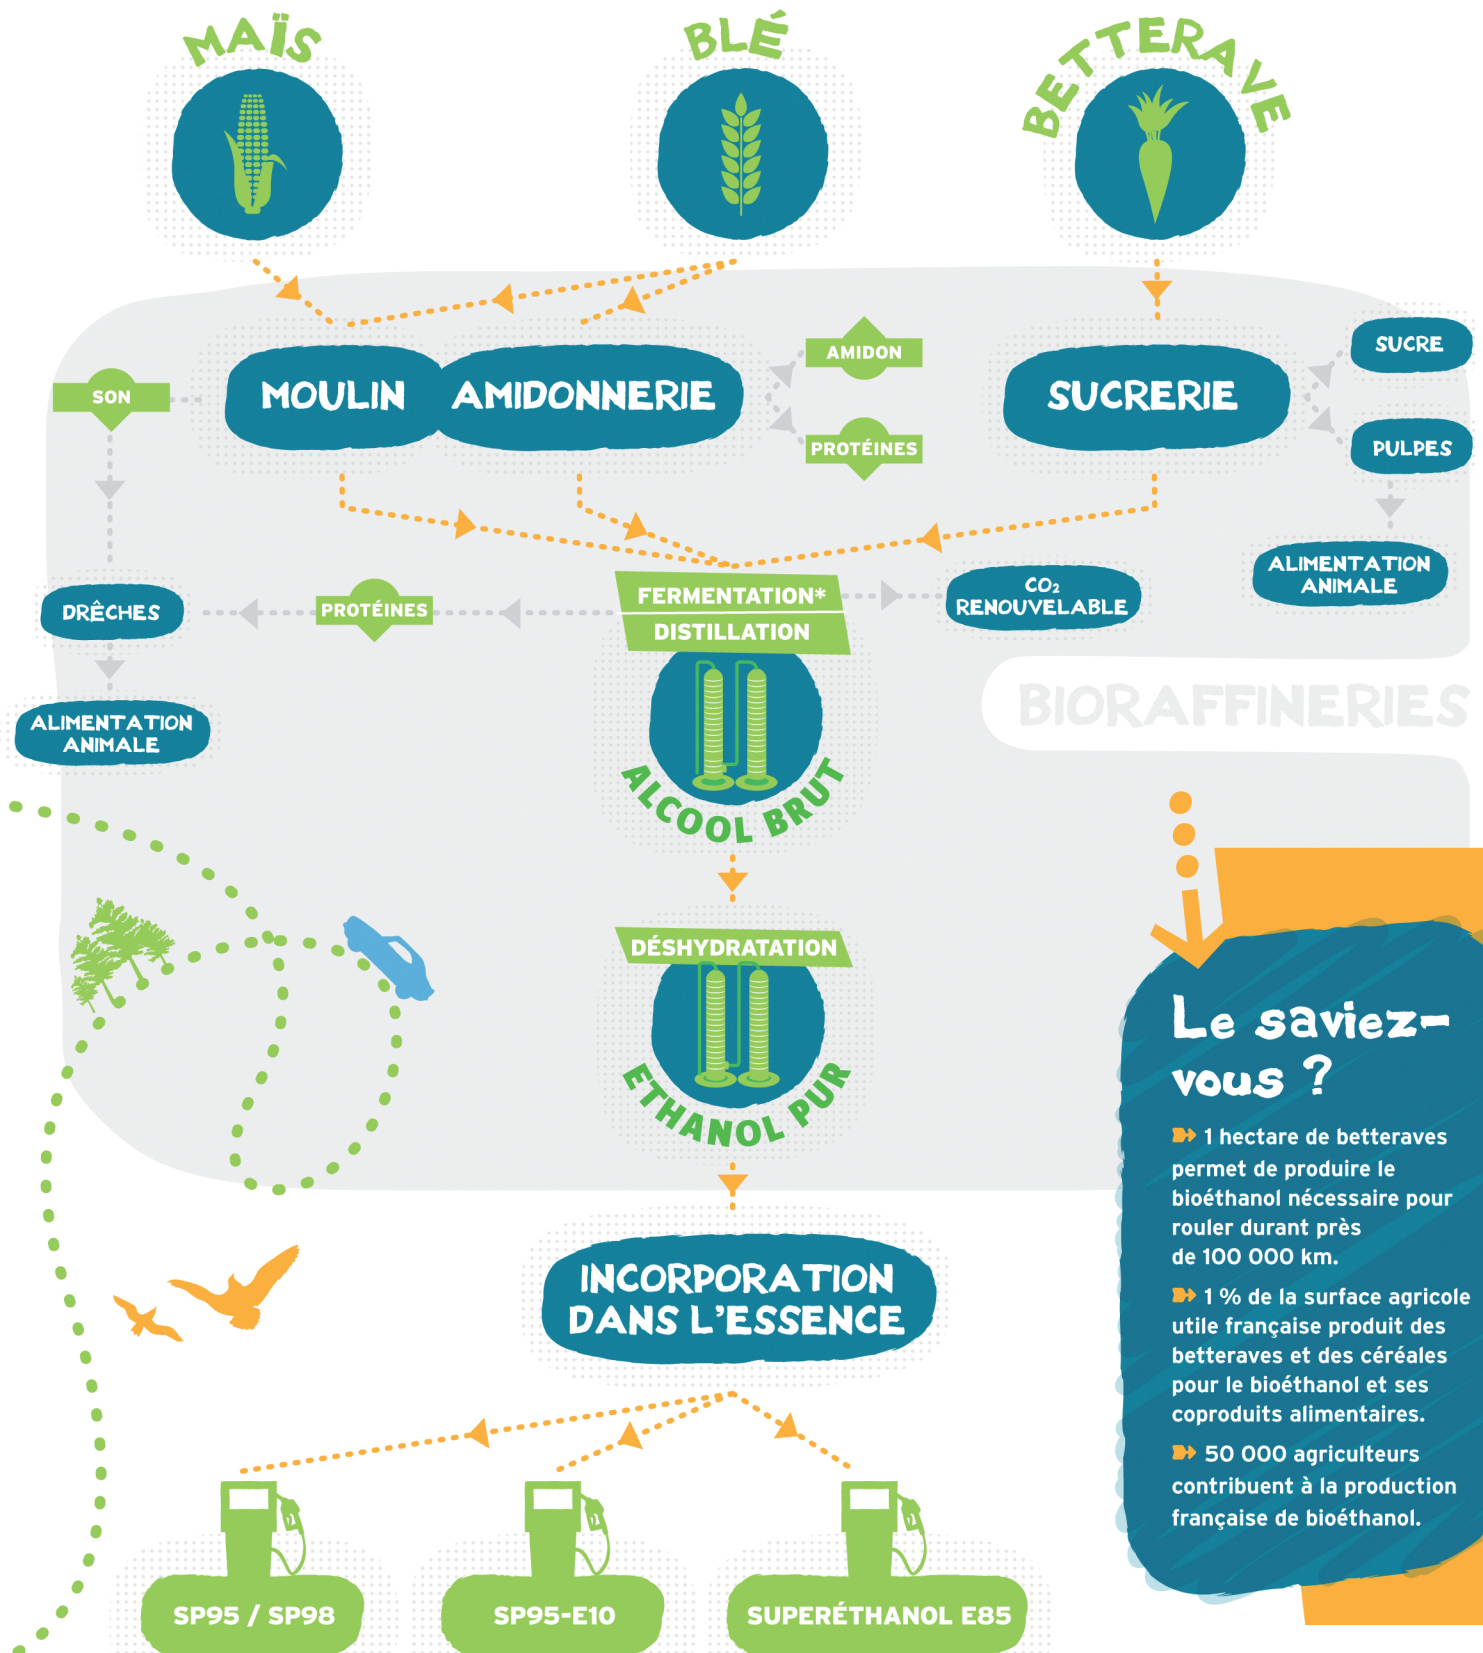 MAÏS
BLÉ
BETTERAVE
SON
MOULIN
AMIDONNERIE
AMIDON
PROTÉINES
SUCRERIE
SUCRE
PULPES
ALIMENTATION
ANIMALE
DRÊCHES
PROTÉINES
FERMENTATION*
DISTILLATION
CO₂
RENOUVELABLE
ALIMENTATION
ANIMALE
BIORAFFINERIES
ALCOOL BRUT
DÉSHYDRATATION
ETHANOL PUR
INCORPORATION
DANS L'ESSENCE
SP95 / SP98
SP95-E10
SUPERÉTHANOL E85
Le saviez-
vous ?
1 hectare de betteraves
permet de produire le
bioéthanol nécessaire pour
rouler durant près
de 100 000 km.
1 % de la surface agricole
utile française produit des
betteraves et des céréales
pour le bioéthanol et ses
coproduits alimentaires.
50 000 agriculteurs
contribuent à la production
française de bioéthanol.